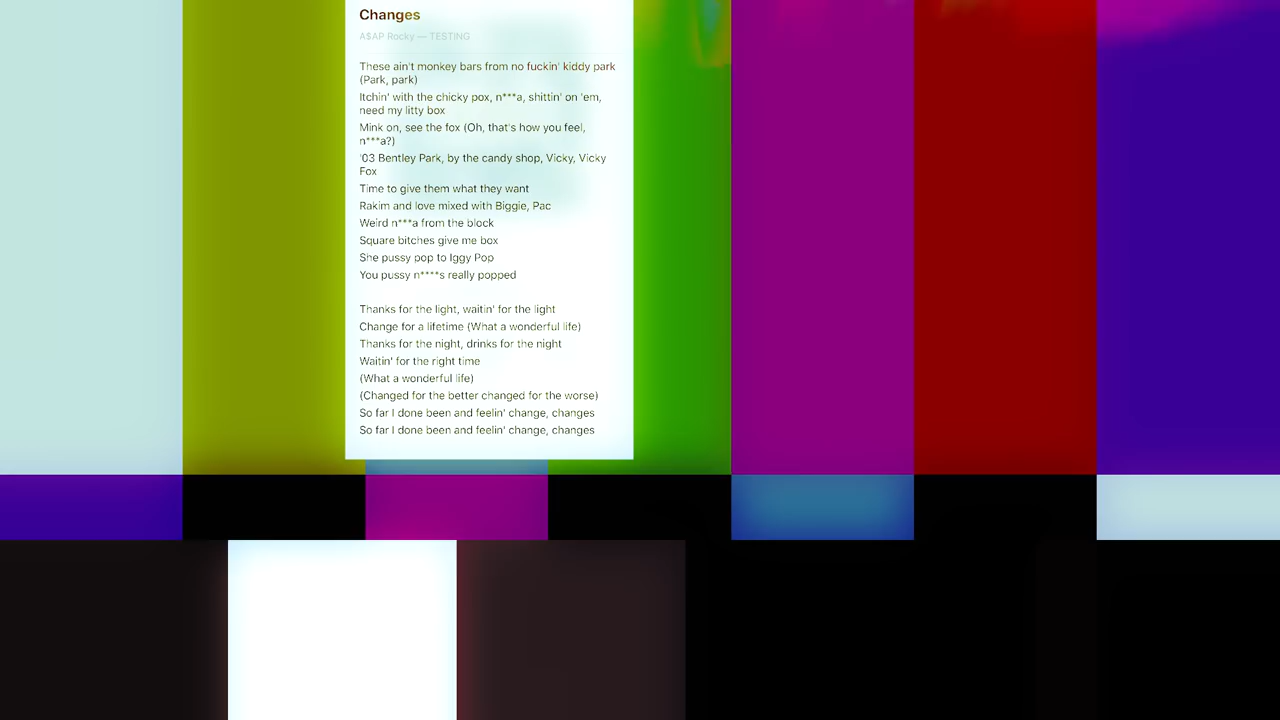 Changes
A$AP Rocky — TESTING
These ain't monkey bars from no fuckin' kiddy park
(Park, park)
Itchin' with the chicky pox, n***a, shittin' on 'em,
need my litty box
Mink on, see the fox (Oh, that's how you feel,
n***a?)
'03 Bentley Park, by the candy shop, Vicky, Vicky
Fox
Time to give them what they want
Rakim and love mixed with Biggie, Pac
Weird n***a from the block
Square bitches give me box
She pussy pop to Iggy Pop
You pussy n****s really popped
Thanks for the light, waitin' for the light
Change for a lifetime (What a wonderful life)
Thanks for the night, drinks for the night
Waitin' for the right time
(What a wonderful life)
(Changed for the better changed for the worse)
So far I done been and feelin' change, changes
So far I done been and feelin' change, changes